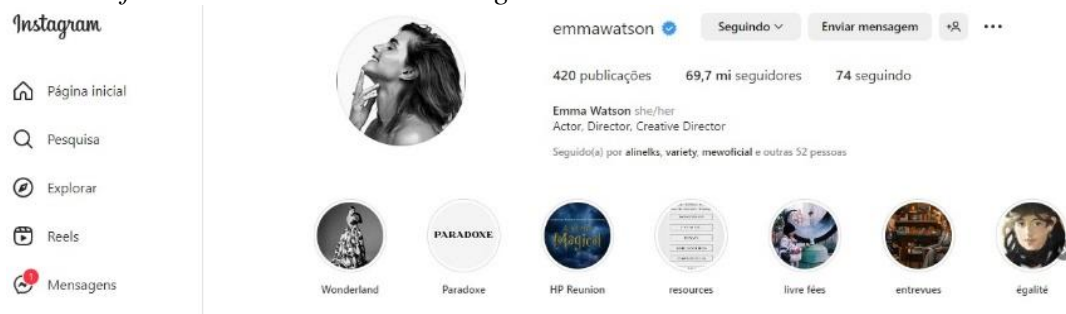 Instagram
emmawatson Seguindo Enviar mensagem
420 publicações 69,7 mi seguidores 74 seguindo
Emma Watson she/her
Actor, Director, Creative Director
Seguido(a) por alinelks, variety, mewoficial e outras 52 pessoas
Página inicial
Pesquisa
Explorar
Reels
1
Mensagens
PARADOXE
Magical
Wonderland Paradoxe HP Reunion resources livre fées entrevues égalité